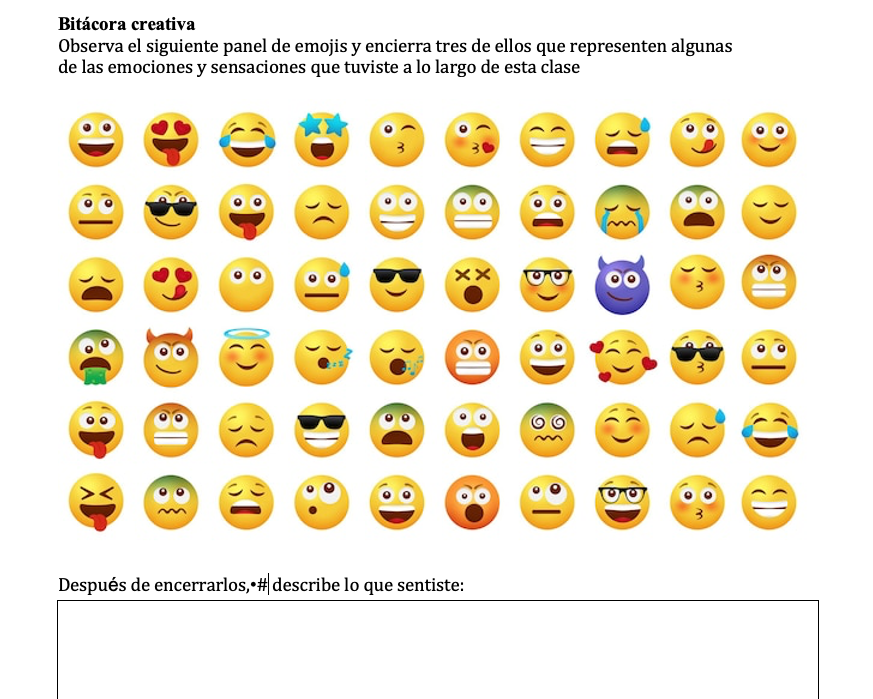 Bitácora creativa
Observa el siguiente panel de emojis y encierra tres de ellos que representen algunas
de las emociones y sensaciones que tuviste a lo largo de esta clase
Después de encerrarlos,•# describe lo que sentiste: